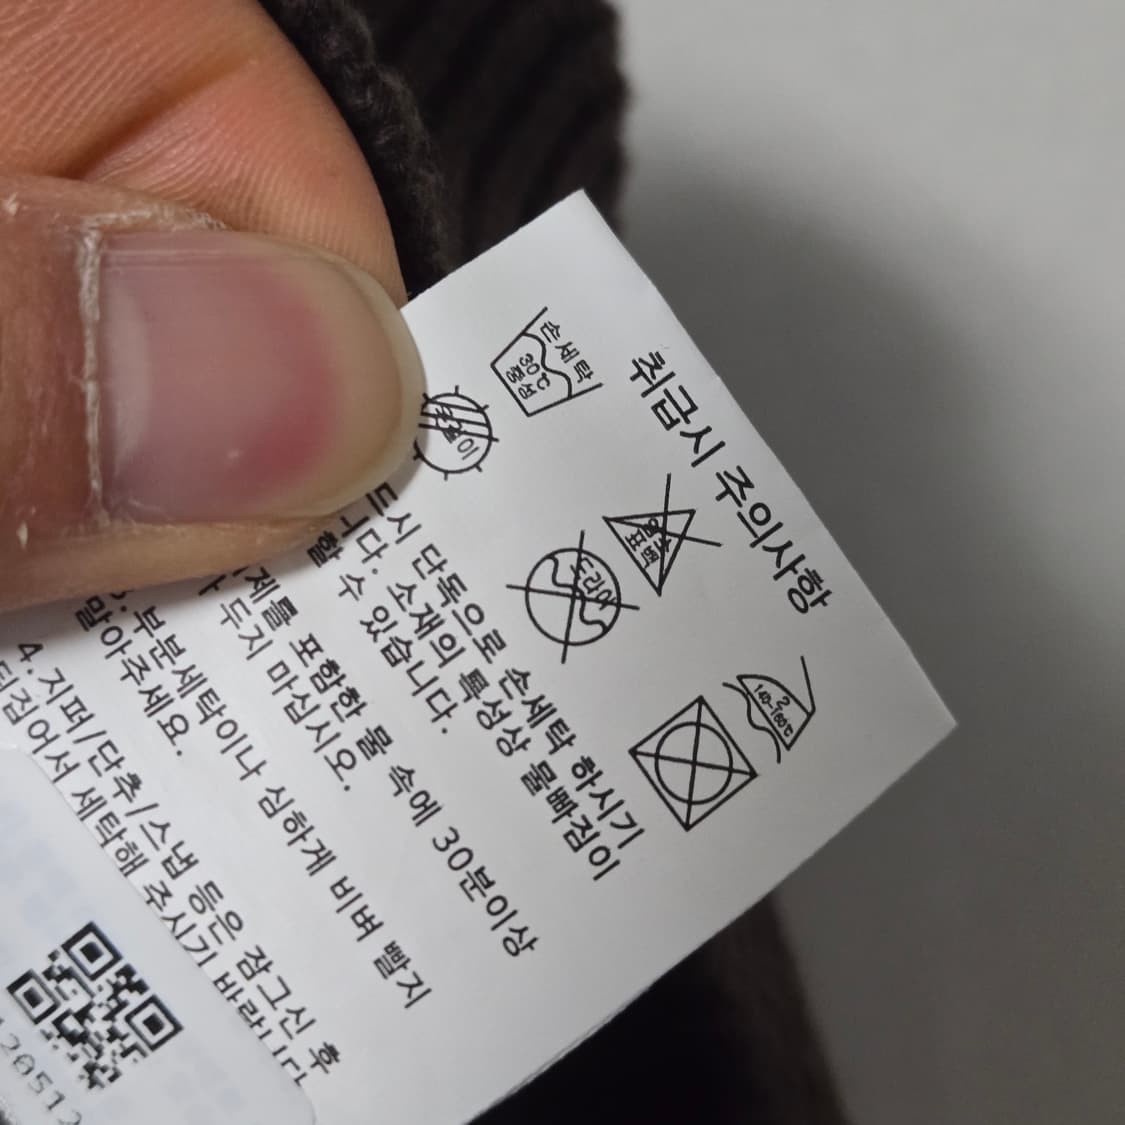 취급시 주의사항
손세탁
30℃
중성
염소
표백
2
140~160℃
옷걸이
드라이
드시 단독으로 손세탁 하시기
니다. 소재의 특성상 물빠짐이
할 수 있습니다.
제를 포함한 물 속에 30분이상
두지 마십시오.
부분세탁이나 심하게 비벼 빨지
말아주세요.
4. 지퍼/단추/스냅 등은 잠그신 후
뒤집어서 세탁해 주시기 바랍니다
20512